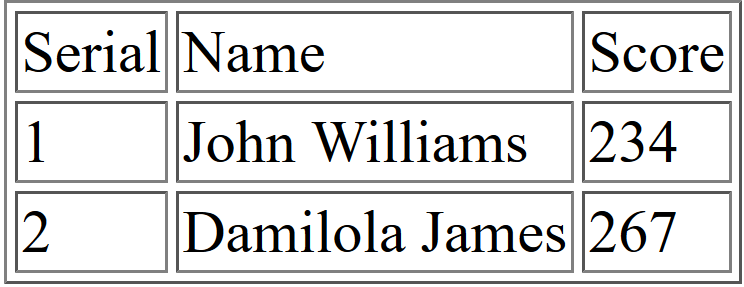 Serial Name Score
1 John Williams 234
2 Damilola James 267